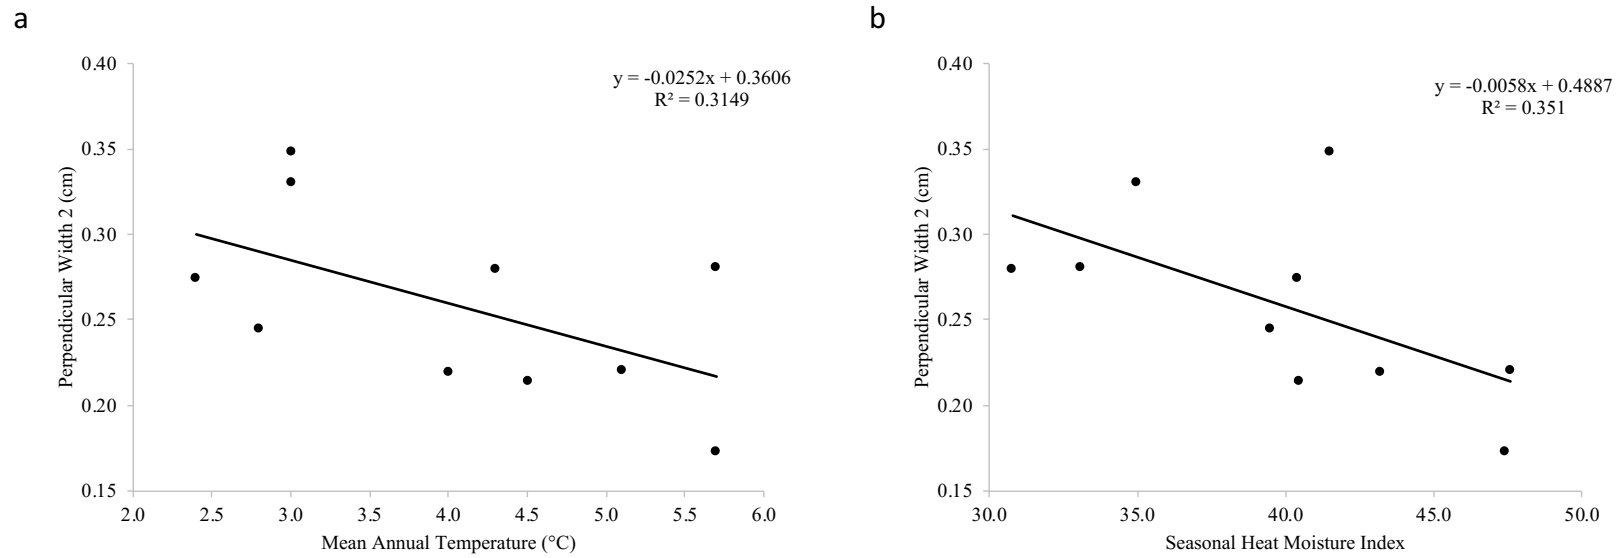 a
y = -0.0252x + 0.3606
R² = 0.3149
0.40
0.35
0.30
0.25
0.20
0.15
Perpendicular Width 2 (cm)
2.0 2.5 3.0 3.5 4.0 4.5 5.0 5.5 6.0
Mean Annual Temperature (°C)
b
y = -0.0058x + 0.4887
R² = 0.351
0.40
0.35
0.30
0.25
0.20
0.15
Perpendicular Width 2 (cm)
30.0 35.0 40.0 45.0 50.0
Seasonal Heat Moisture Index